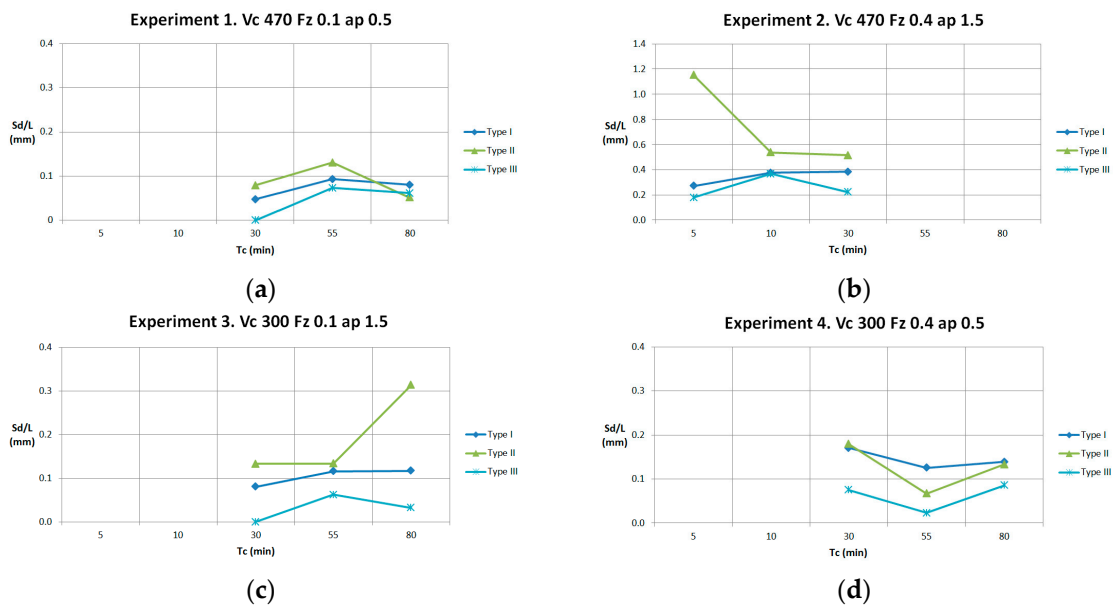 Experiment 1. Vc 470 Fz 0.1 ap 0.5
0.4
0.3
0.2
0.1
0
Sd/L
(mm)
5 10 30 55 80
Tc (min)
Type I
Type II
Type III
(a)
Experiment 2. Vc 470 Fz 0.4 ap 1.5
1.4
1.2
1.0
0.8
0.6
0.4
0.2
0.0
Sd/L
(mm)
5 10 30 55 80
Tc (min)
Type I
Type II
Type III
(b)
Experiment 3. Vc 300 Fz 0.1 ap 1.5
0.4
0.3
0.2
0.1
0.0
Sd/L
(mm)
5 10 30 55 80
Tc (min)
Type I
Type II
Type III
(c)
Experiment 4. Vc 300 Fz 0.4 ap 0.5
0.4
0.3
0.2
0.1
0.0
Sd/L
(mm)
5 10 30 55 80
Tc (min)
Type I
Type II
Type III
(d)